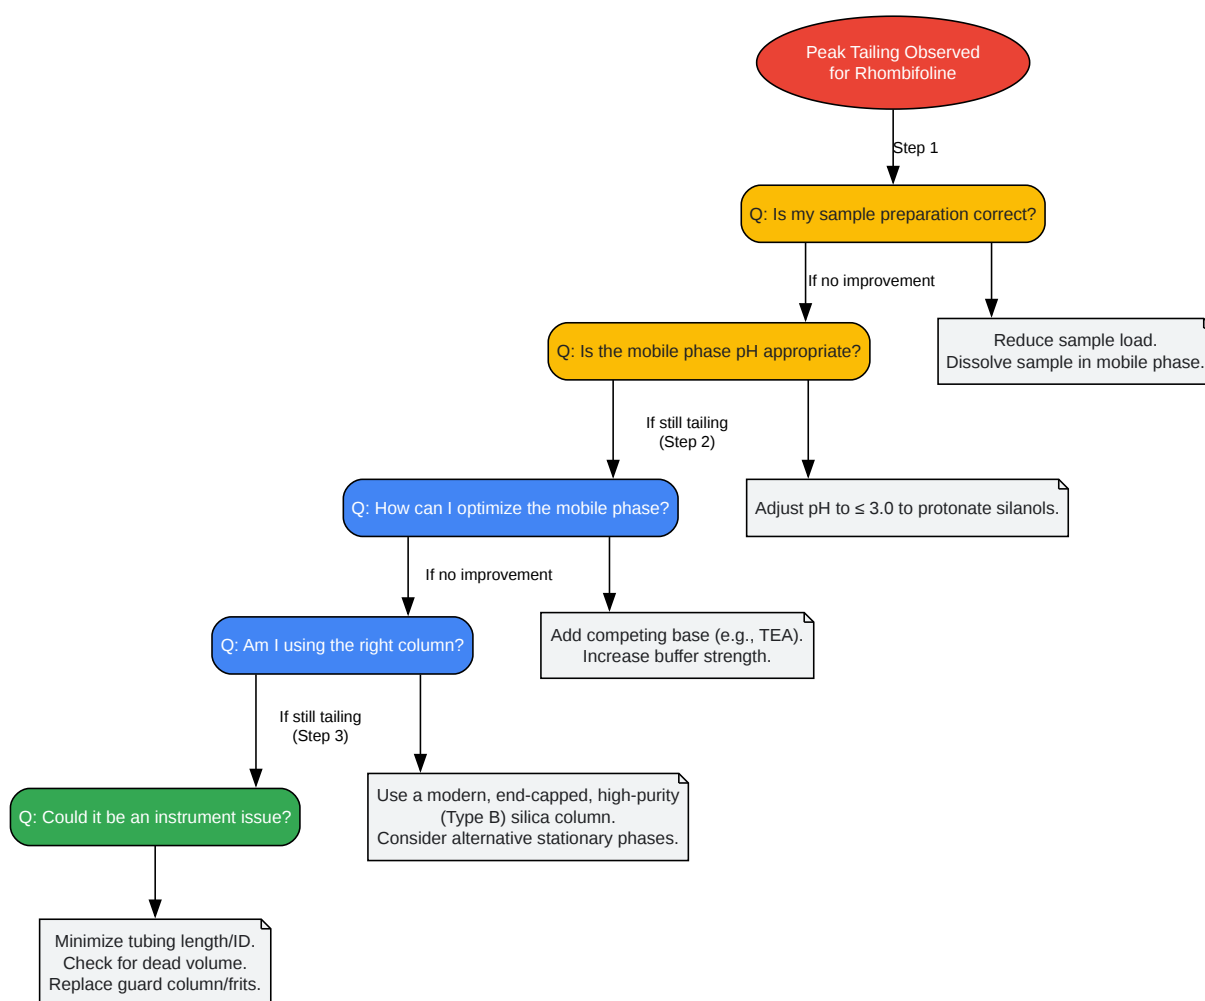 Peak Tailing Observed
for Rhombifoline
Step 1
Q: Is my sample preparation correct?
If no improvement
Reduce sample load.
Dissolve sample in mobile phase.
Q: Is the mobile phase pH appropriate?
If still tailing
(Step 2)
Adjust pH to ≤ 3.0 to protonate silanols.
Q: How can I optimize the mobile phase?
If no improvement
Add competing base (e.g., TEA).
Increase buffer strength.
Q: Am I using the right column?
If still tailing
(Step 3)
Use a modern, end-capped, high-purity
(Type B) silica column.
Consider alternative stationary phases.
Q: Could it be an instrument issue?
Minimize tubing length/ID.
Check for dead volume.
Replace guard column/frits.